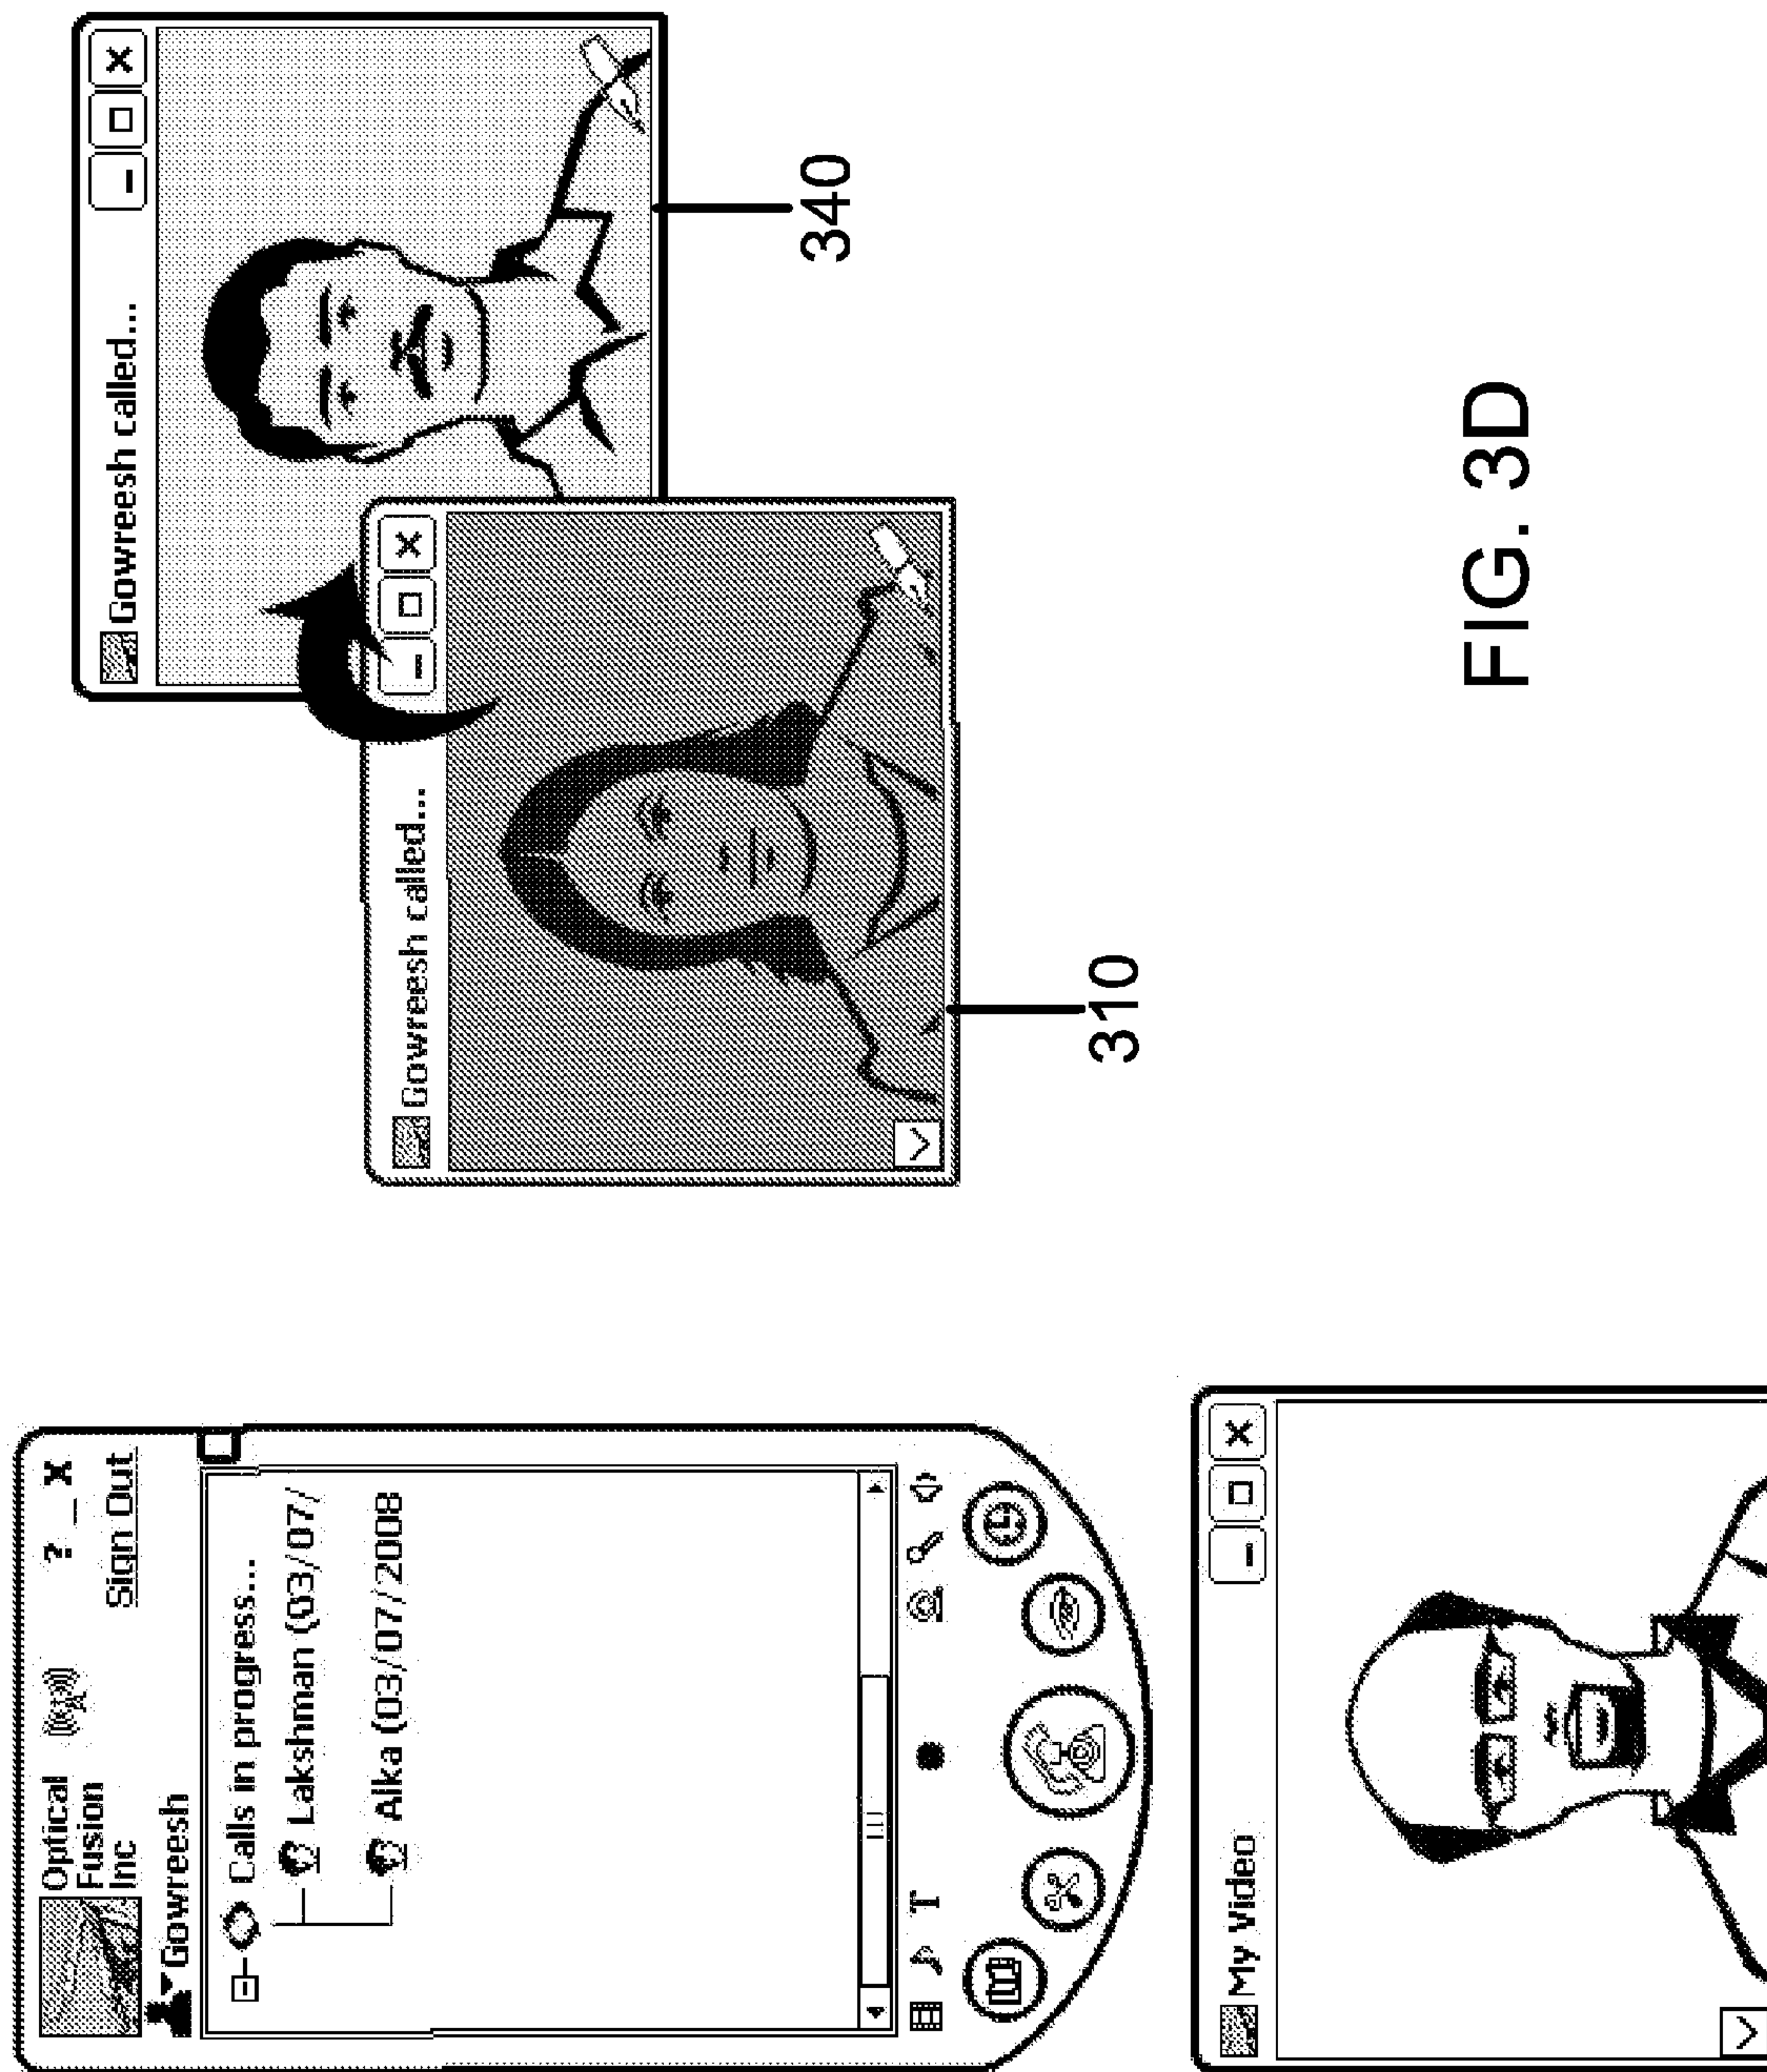 Optical
Fusion
Inc
? _ X
Sign Out
Gowreesh
Calls in progress...
Lakshman (03/07/
Alka (03/07/2008
T
My Video
Gowreesh called...
310
Gowreesh called...
340
FIG. 3D